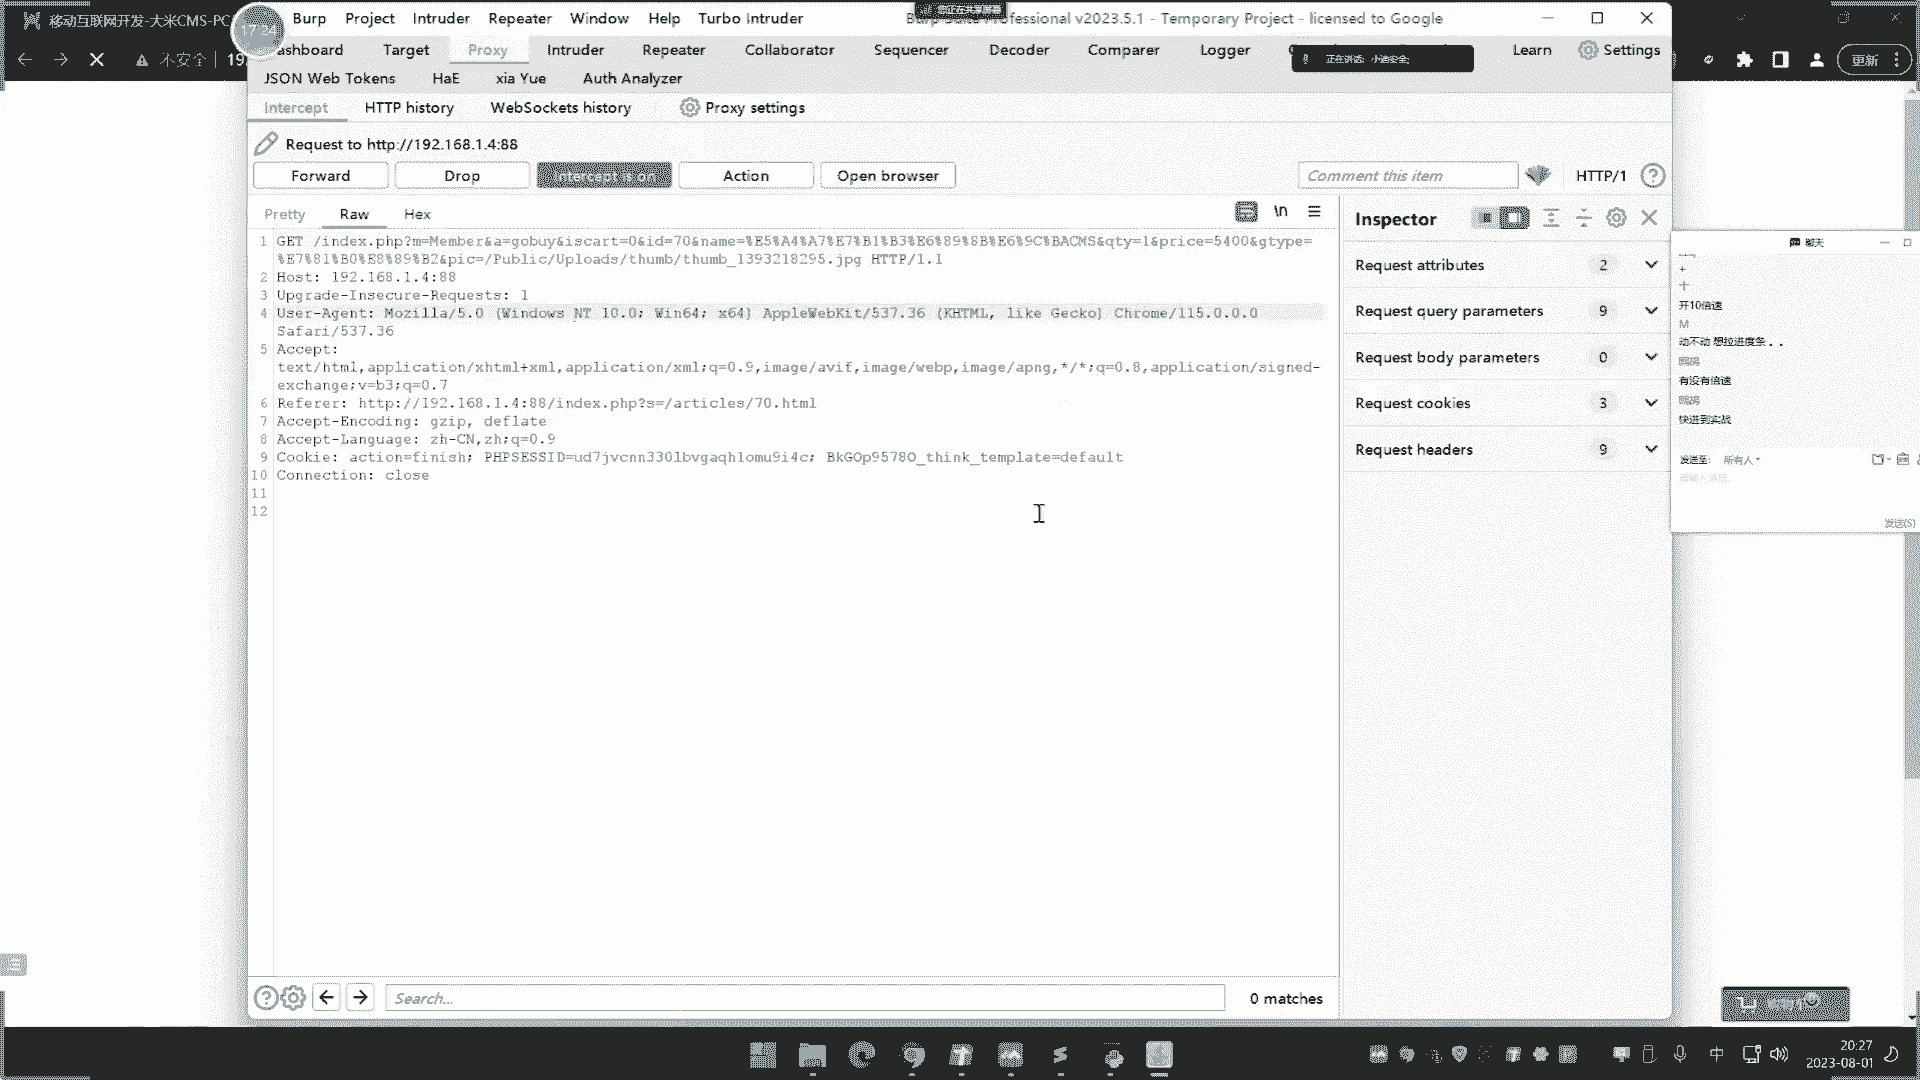 移动互联网开发-大米CMS-PC
不安全
19
17:24
Burp Project Intruder Repeater Window Help Turbo Intruder
Professional v2023.5.1 - Temporary Project - licensed to Google
ashboard Target Proxy Intruder Repeater Collaborator Sequencer Decoder Comparer Logger
Learn Settings
正在讲话: 小迪安全;
更新
JSON Web Tokens HaE xia Yue Auth Analyzer
Intercept HTTP history WebSockets history Proxy settings
Request to http://192.168.1.4:88
Forward Drop Intercept is on Action Open browser
Comment this item
HTTP/1
Pretty Raw Hex
\n
1 GET /index.php?m=Member&a=gobuy&iscart=0&id=70&name=%E5%A4%A7%E7%B1%B3%E6%89%8B%E6%9C%BACMS&qty=1&price=5400&gtype=
%E7%81%B0%E8%89%B2&pic=/Public/Uploads/thumb/thumb_1393218295.jpg HTTP/1.1
2 Host: 192.168.1.4:88
3 Upgrade-Insecure-Requests: 1
4 User-Agent: Mozilla/5.0 (Windows NT 10.0; Win64; x64) AppleWebKit/537.36 (KHTML, like Gecko) Chrome/115.0.0.0
Safari/537.36
5 Accept:
text/html,application/xhtml+xml,application/xml;q=0.9,image/avif,image/webp,image/apng,*/*;q=0.8,application/signed-
exchange;v=b3;q=0.7
6 Referer: http://192.168.1.4:88/index.php?s=/articles/70.html
7 Accept-Encoding: gzip, deflate
8 Accept-Language: zh-CN,zh;q=0.9
9 Cookie: action=finish; PHPSESSID=ud7jvcnn330lbvgaqh1omu9i4c; BkGOp9578O_think_template=default
10 Connection: close
11
12
Inspector
Request attributes 2
Request query parameters 9
Request body parameters 0
Request cookies 3
Request headers 9
聊天
+
十
开10倍速
M
动不动 想拉进度条..
有没有倍速
快进到实战
发送至: 所有人
发送(S)
Search...
0 matches
中
20:27
2023-08-01